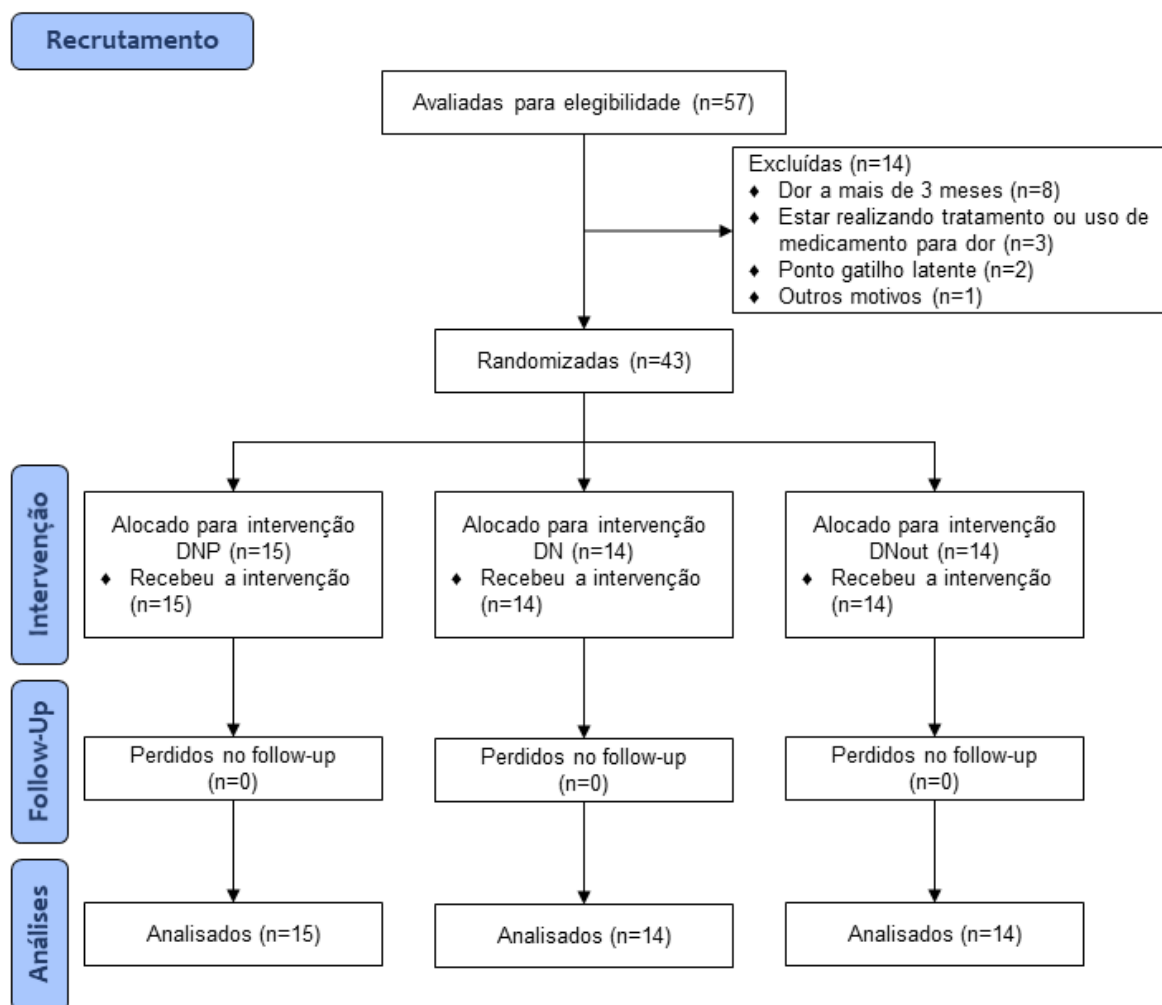 Recrutamento
Avaliadas para elegibilidade (n=57)
Excluídas (n=14)
♦ Dor a mais de 3 meses (n=8)
♦ Estar realizando tratamento ou uso de
medicamento para dor (n=3)
♦ Ponto gatilho latente (n=2)
♦ Outros motivos (n=1)
Randomizadas (n=43)
Intervenção
Alocado para intervenção
DNP (n=15)
♦ Recebeu a intervenção
(n=15)
Alocado para intervenção
DN (n=14)
♦ Recebeu a intervenção
(n=14)
Alocado para intervenção
DNout (n=14)
♦ Recebeu a intervenção
(n=14)
Follow-Up
Perdidos no follow-up
(n=0)
Perdidos no follow-up
(n=0)
Perdidos no follow-up
(n=0)
Análises
Analisados (n=15)
Analisados (n=14)
Analisados (n=14)